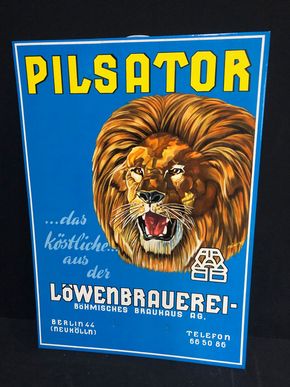 PILSATOR
...das
köstliche...
aus
der
LÖWENBRAUEREI-
BÖHMISCHES BRAUHAUS AG.
BERLIN 44
(NEUKÖLLN)
TELEFON
66 50 86